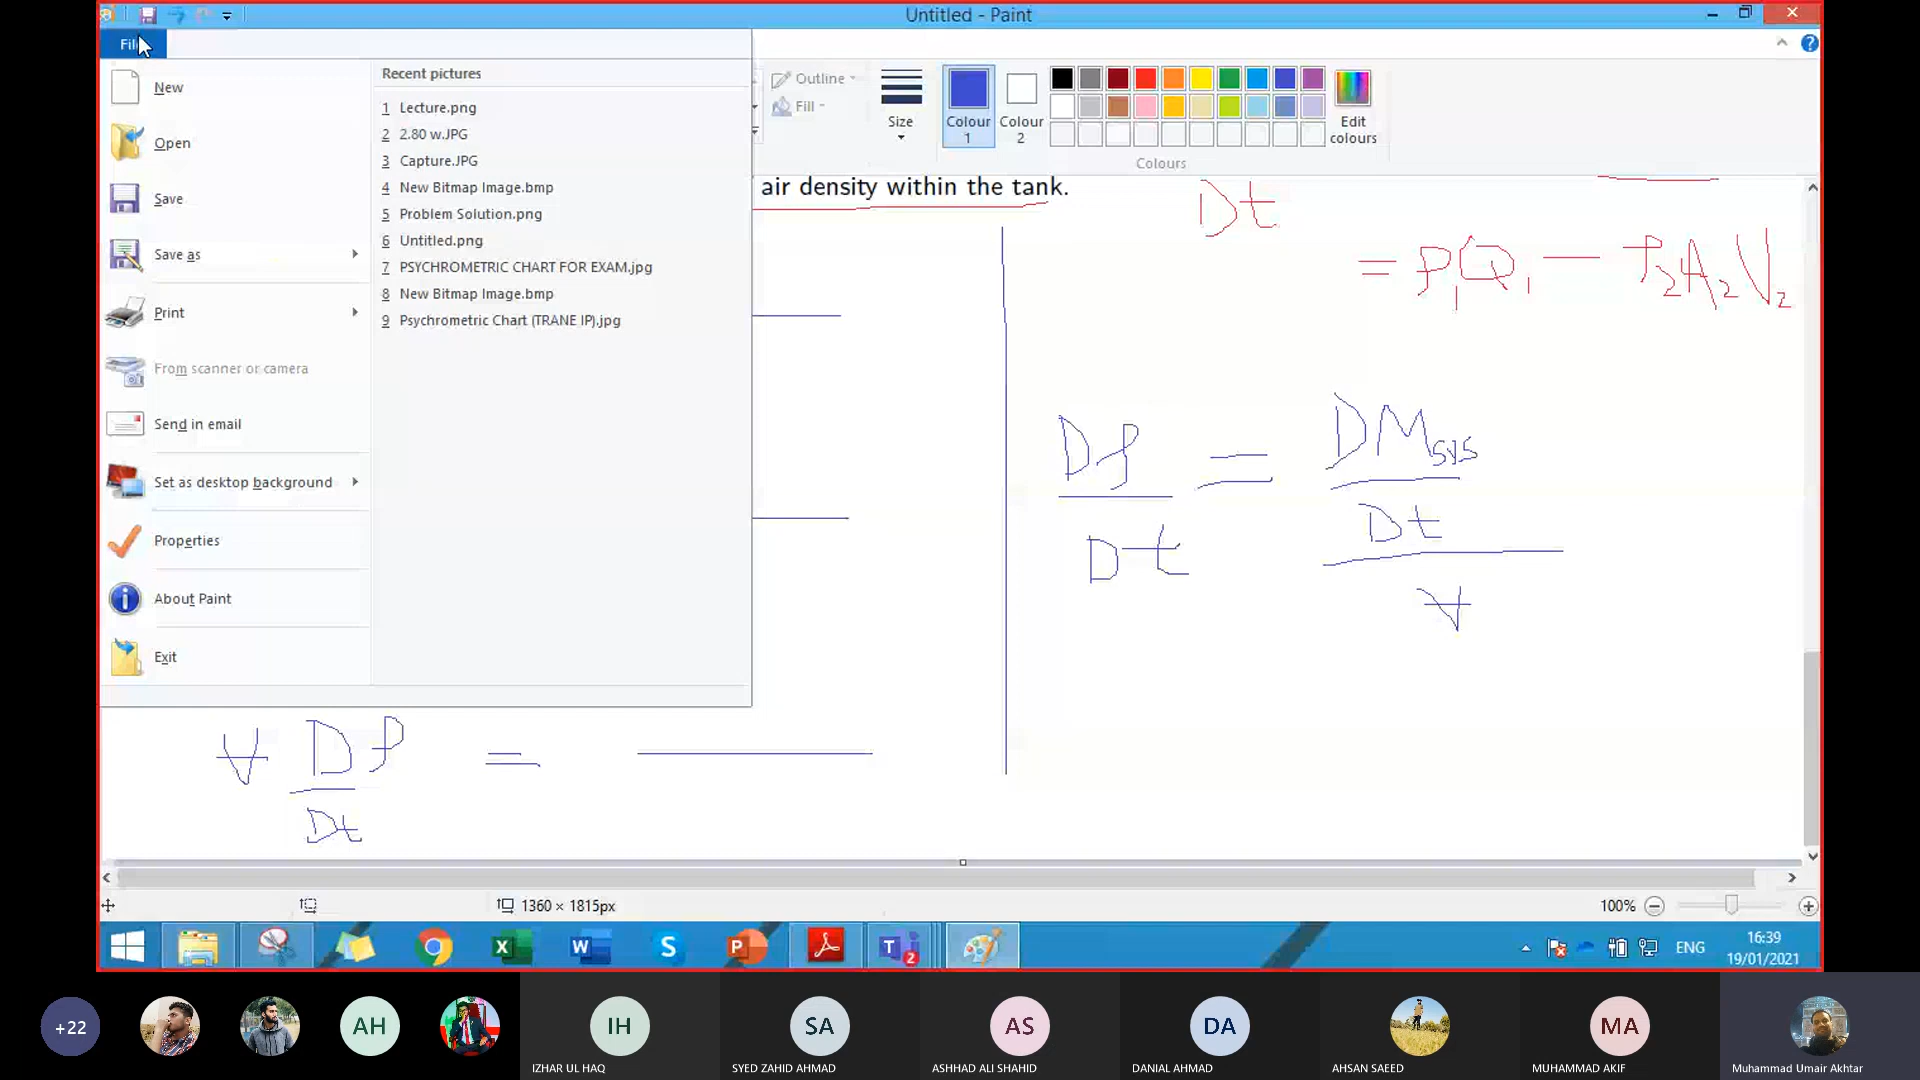 Untitled - Paint
File
New
Open
Save
Save as
Print
From scanner or camera
Send in email
Set as desktop background
Properties
About Paint
Exit
Recent pictures
1 Lecture.png
2 2.80 w.JPG
3 Capture.JPG
4 New Bitmap Image.bmp
5 Problem Solution.png
6 Untitled.png
7 PSYCHROMETRIC CHART FOR EXAM.jpg
8 New Bitmap Image.bmp
9 Psychrometric Chart (TRANE IP).jpg
Outline
Fill
Size
Colour 1
Colour 2
Edit colours
Colours
air density within the tank.
Dt
= ρ₁Q₁ — ρ₂A₂V₂
Dρ = DMsys
Dt Dt
V
V Dρ =
Dt
1360 × 1815px
100%
ENG
16:39
19/01/2021
+22
AH
IH
SA
AS
DA
MA
IZHAR UL HAQ
SYED ZAHID AHMAD
ASHHAD ALI SHAHID
DANIAL AHMAD
AHSAN SAEED
MUHAMMAD AKIF
Muhammad Umair Akhtar